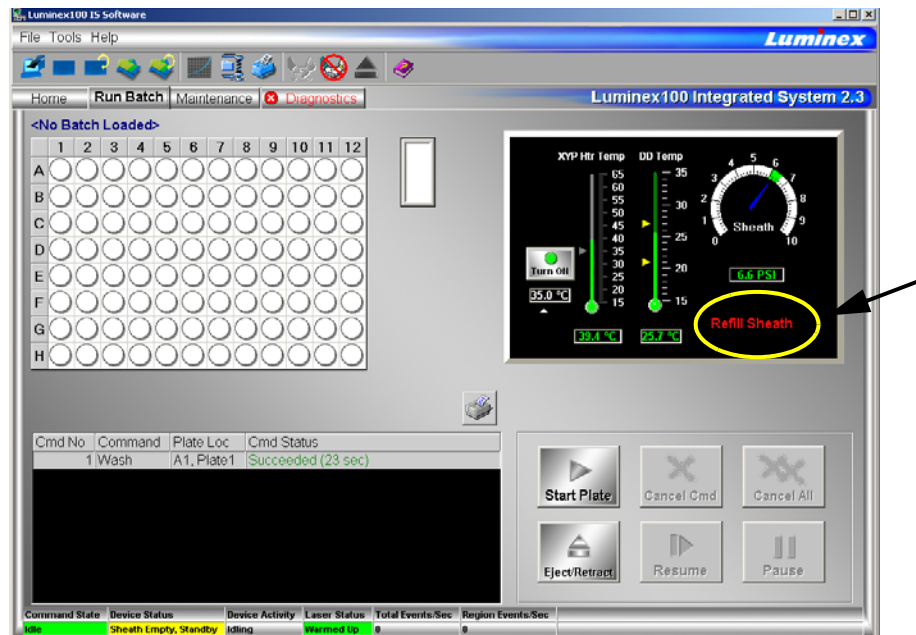 Luminex100 IS Software
File Tools Help
Luminex
Home Run Batch Maintenance Diagnostics
Luminex100 Integrated System 2.3
<No Batch Loaded>
1 2 3 4 5 6 7 8 9 10 11 12
A
B
C
D
E
F
G
H
XYP Htr Temp DD Temp
65
60
55
50
45
40
35
30
25
20
15
35
30
25
20
15
0 1 2 3 4 5 6 7 8 9 10
Sheath
Turn Off
35.0 °C
39.4 °C
25.7 °C
6.6 PSI
Refill Sheath
Cmd No Command Plate Loc Cmd Status
1 Wash A1, Plate1 Succeeded (23 sec)
Start Plate Cancel Cmd Cancel All
Eject/Retract Resume Pause
Command State Device Status Device Activity Laser Status Total Events/Sec Region Events/Sec
Idle Sheath Empty, Standby Idling Warmed Up 0 0